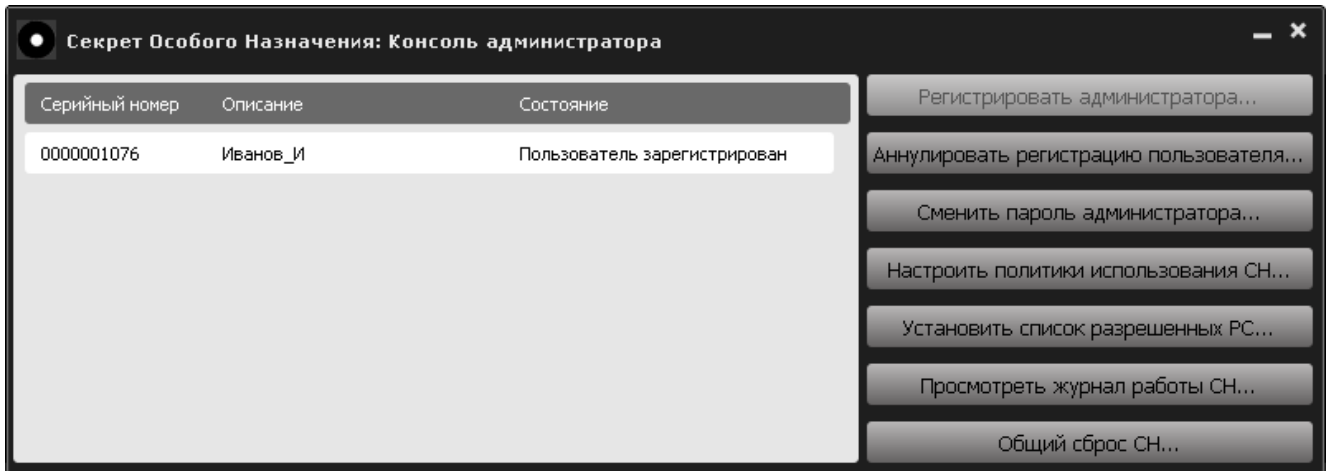 Секрет Особого Назначения: Консоль администратора
Серийный номер Описание Состояние
0000001076 Иванов_И Пользователь зарегистрирован
Регистрировать администратора...
Аннулировать регистрацию пользователя...
Сменить пароль администратора...
Настроить политики использования СН...
Установить список разрешенных РС...
Просмотреть журнал работы СН...
Общий сброс СН...